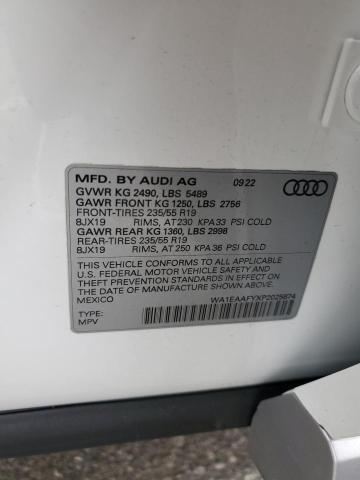 MFD. BY AUDI AG 09 22
GVWR KG 2490, LBS 5489
GAWR FRONT KG 1250, LBS 2756
FRONT-TIRES 235/55 R19
8JX19 RIMS, AT 230 KPA 33 PSI COLD
GAWR REAR KG 1360, LBS 2998
REAR-TIRES 235/55 R19
8JX19 RIMS, AT 250 KPA 36 PSI COLD
THIS VEHICLE CONFORMS TO ALL APPLICABLE
U.S. FEDERAL MOTOR VEHICLE SAFETY AND
THEFT PREVENTION STANDARDS IN EFFECT ON
THE DATE OF MANUFACTURE SHOWN ABOVE.
MEXICO WA1EAAFYXP2025874
TYPE:
MPV